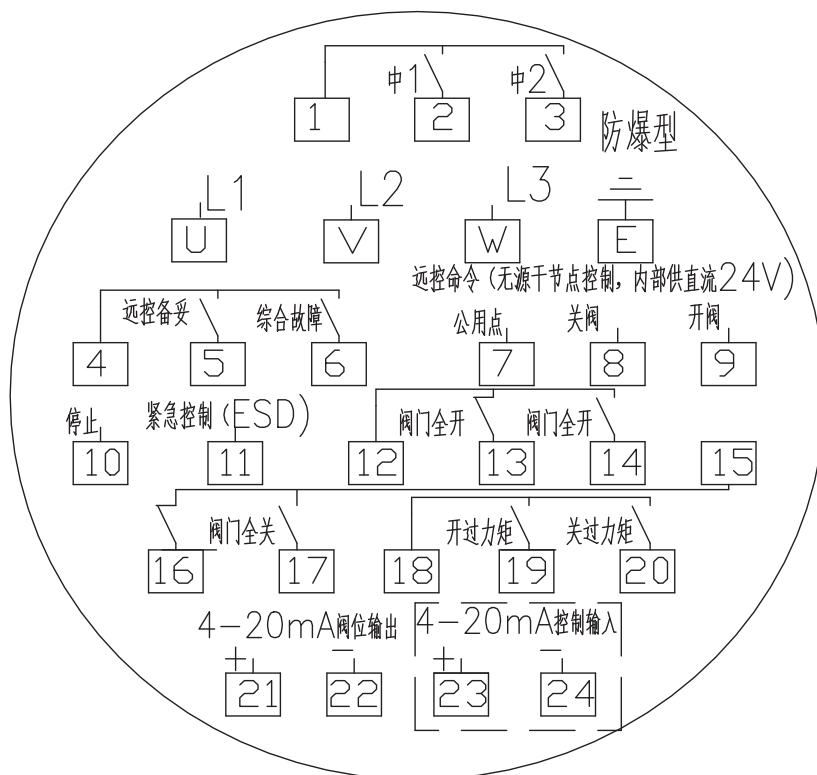 中1 中2
1 2 3
防爆型
L1 L2 L3
U V W E
远控命令（无源干节点控制，内部供直流24V）
远控备妥 综合故障 公用点 关阀 开阀
4 5 6 7 8 9
停止 紧急控制（ESD） 阀门全开 阀门全开
10 11 12 13 14 15
阀门全关 开过力矩 关过力矩
16 17 18 19 20
4-20mA阀位输出 4-20mA控制输入
+ - + -
21 22 23 24